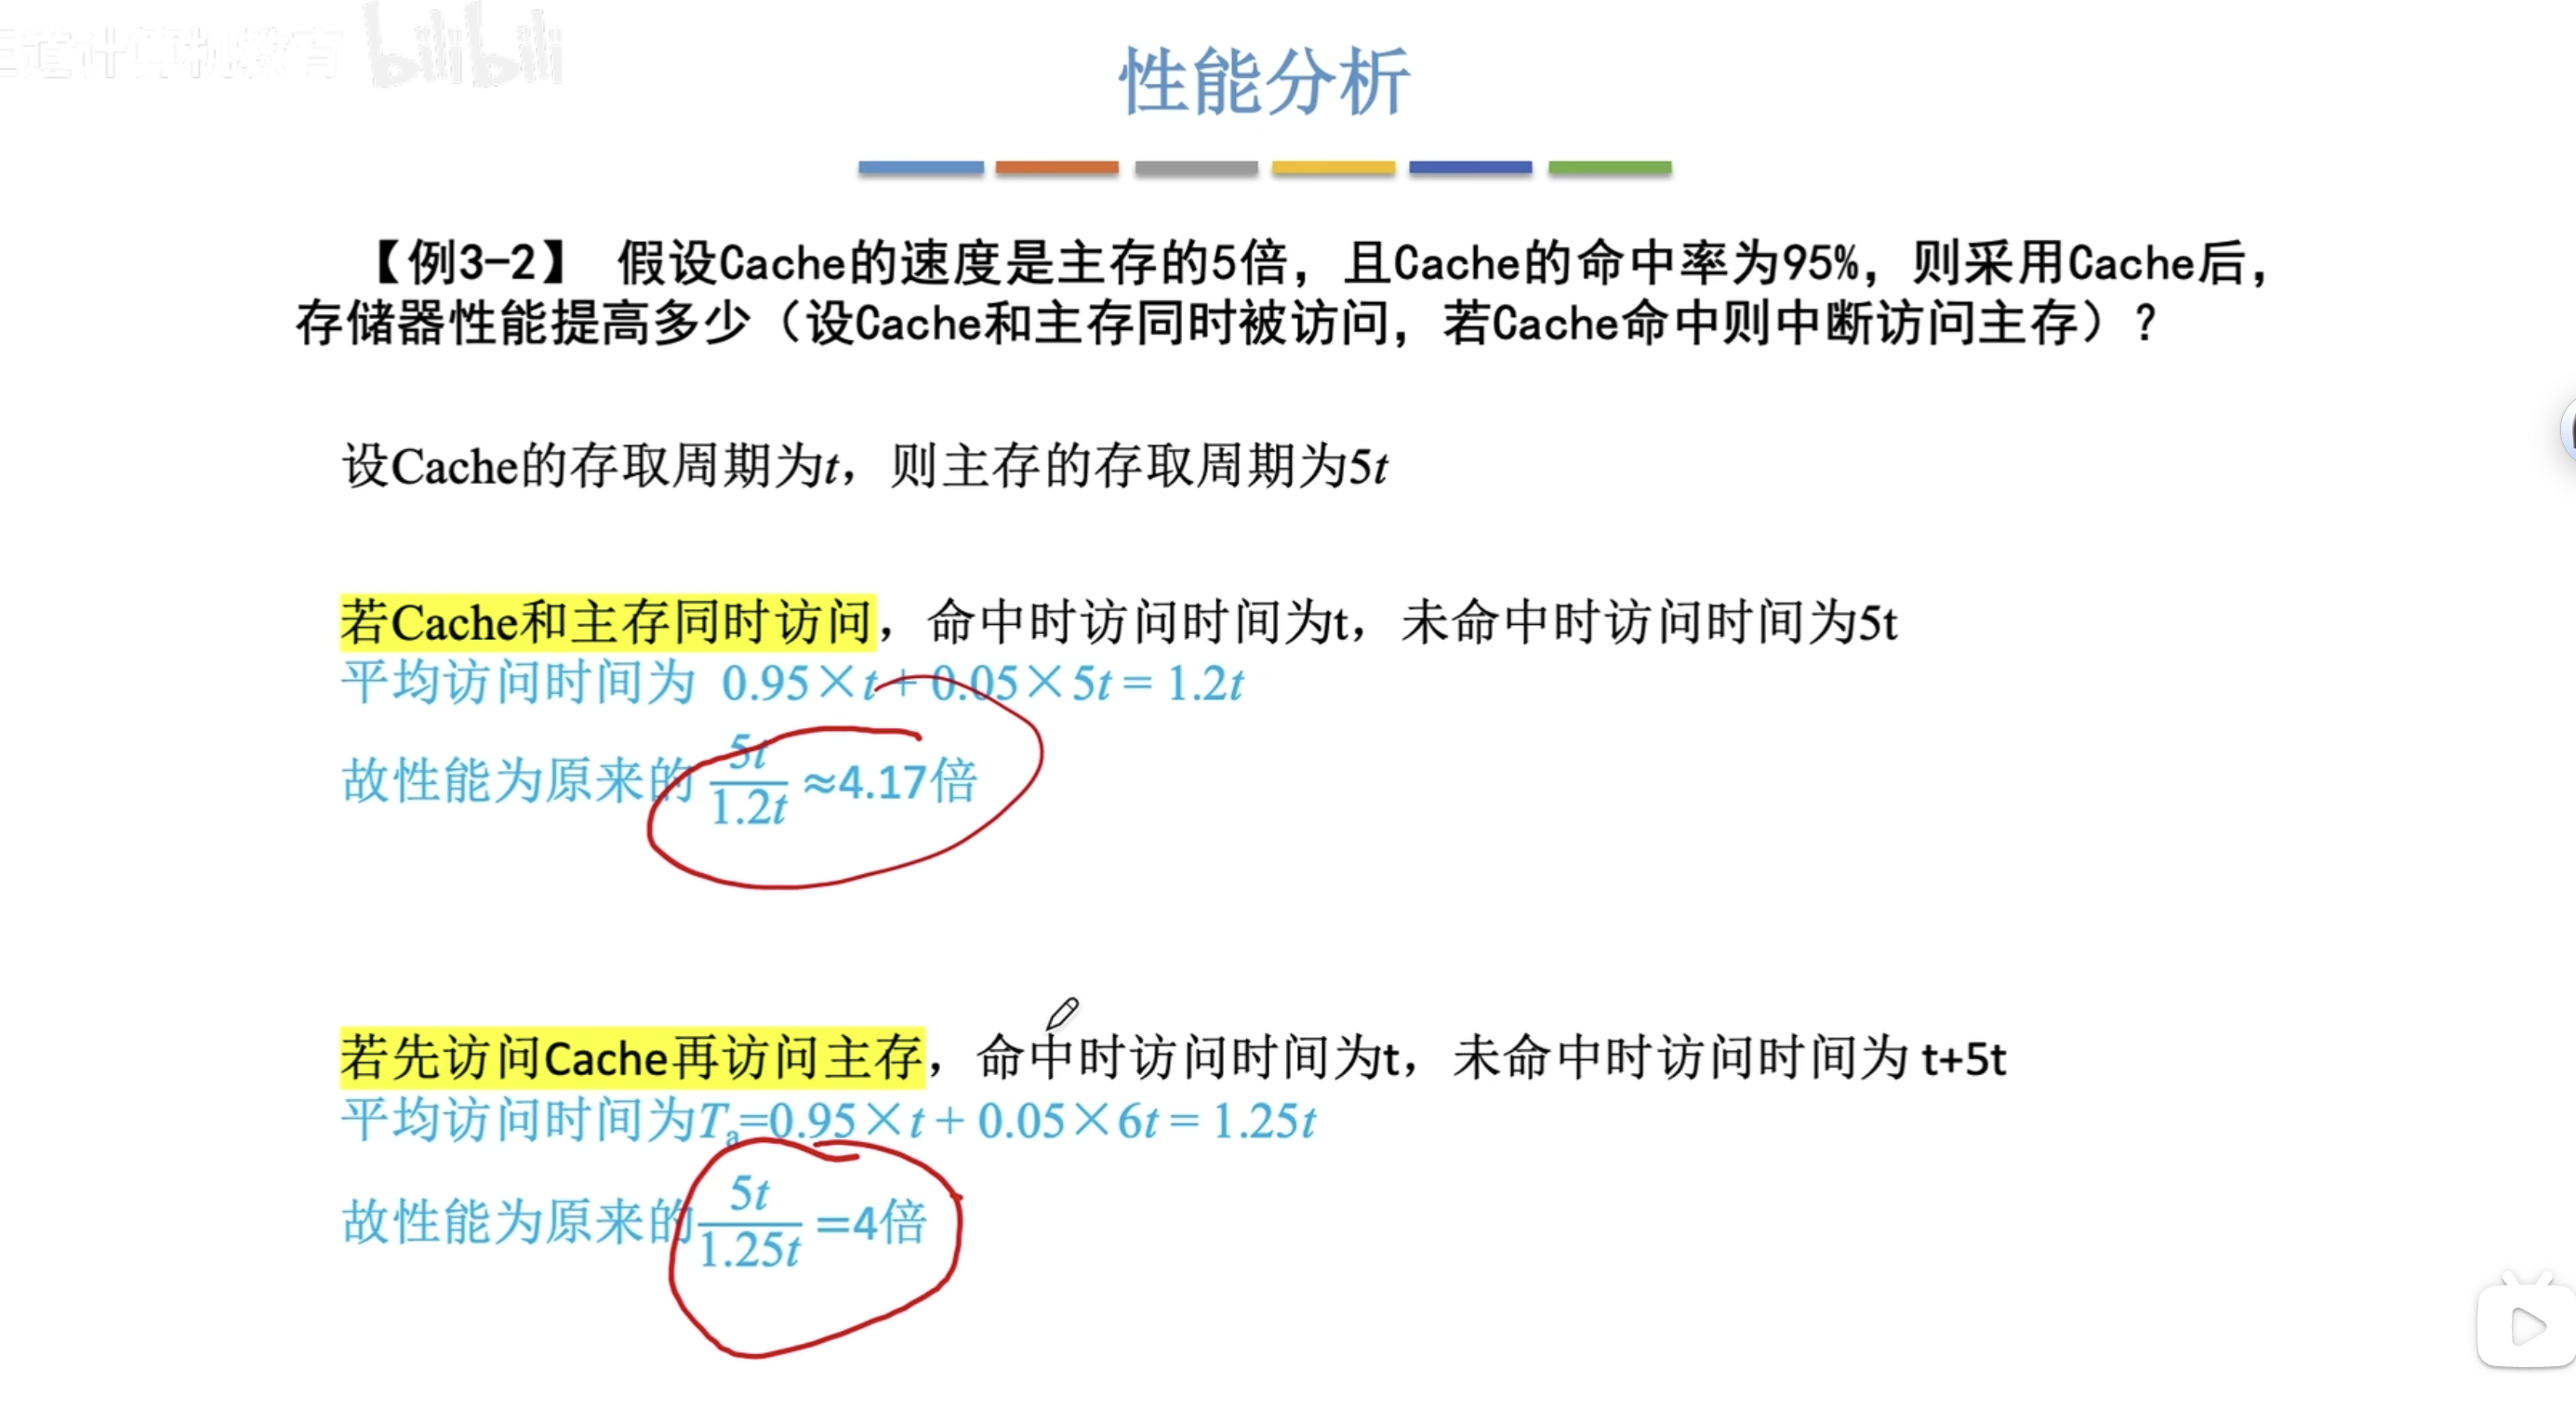 王道计算机教育 bilibili
性能分析
【例3-2】 假设Cache的速度是主存的5倍，且Cache的命中率为95%，则采用Cache后，
存储器性能提高多少（设Cache和主存同时被访问，若Cache命中则中断访问主存）?
设Cache的存取周期为t，则主存的存取周期为5t
若Cache和主存同时访问，命中时访问时间为t，未命中时访问时间为5t
平均访问时间为 0.95×t + 0.05×5t = 1.2t
故性能为原来的 5t/1.2t ≈4.17倍
若先访问Cache再访问主存，命中时访问时间为t，未命中时访问时间为 t+5t
平均访问时间为Ta=0.95×t + 0.05×6t = 1.25t
故性能为原来的 5t/1.25t =4倍